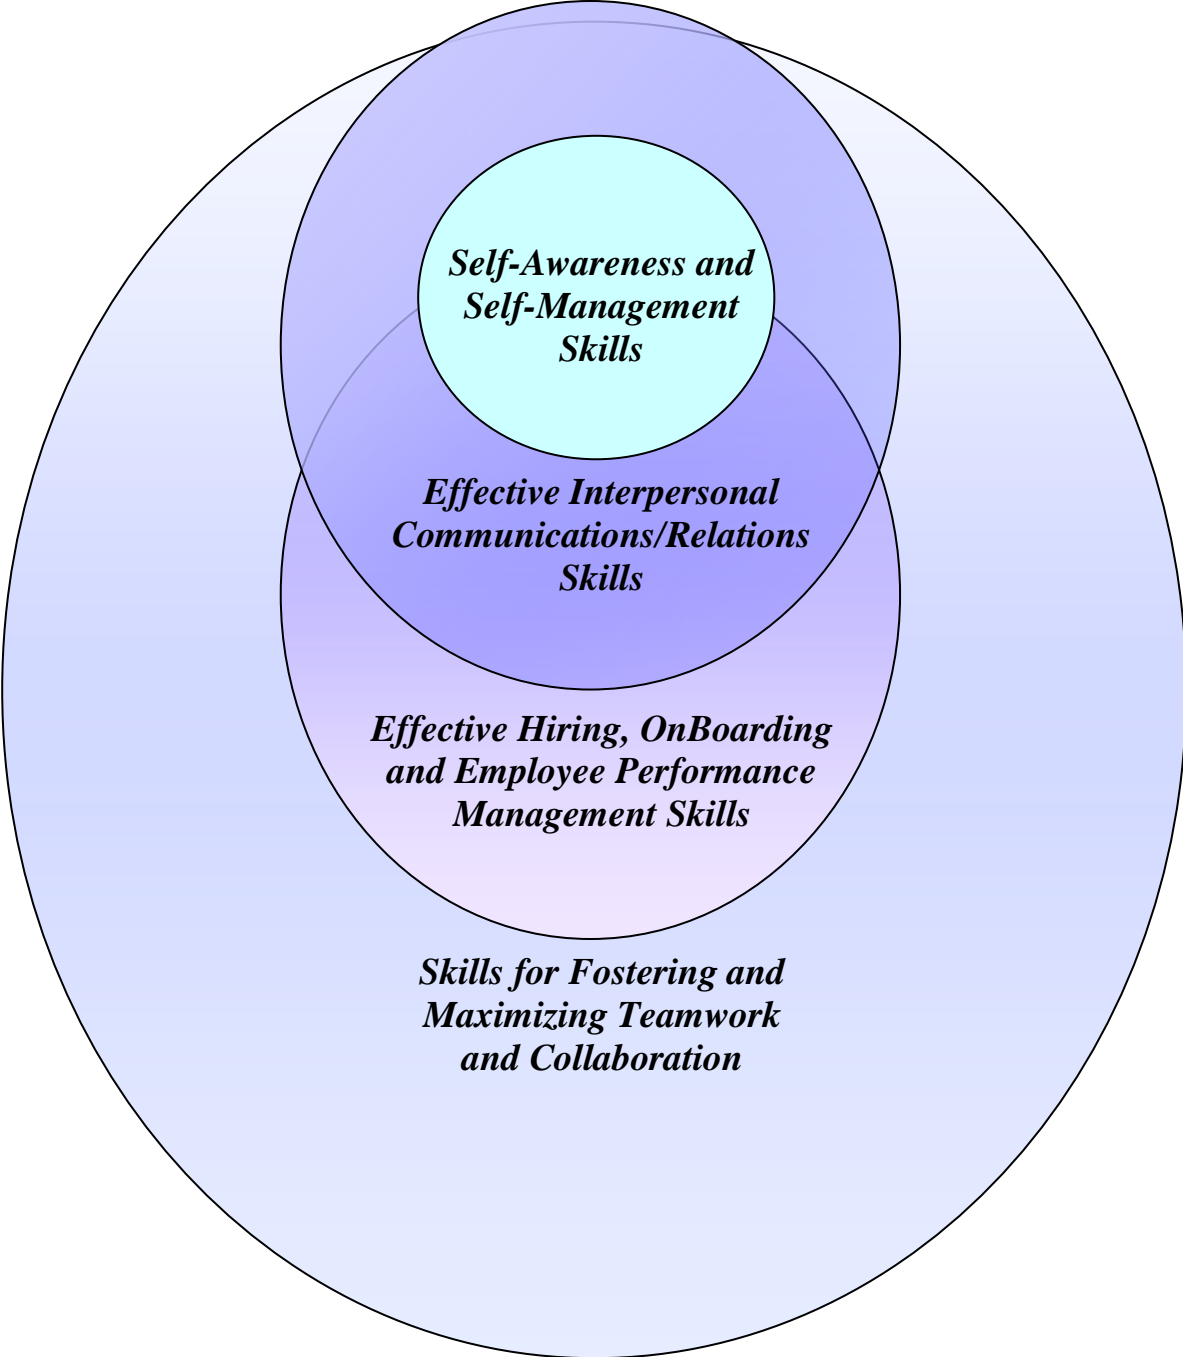 Self-Awareness and
Self-Management
Skills
Effective Interpersonal
Communications/Relations
Skills
Effective Hiring, OnBoarding
and Employee Performance
Management Skills
Skills for Fostering and
Maximizing Teamwork
and Collaboration